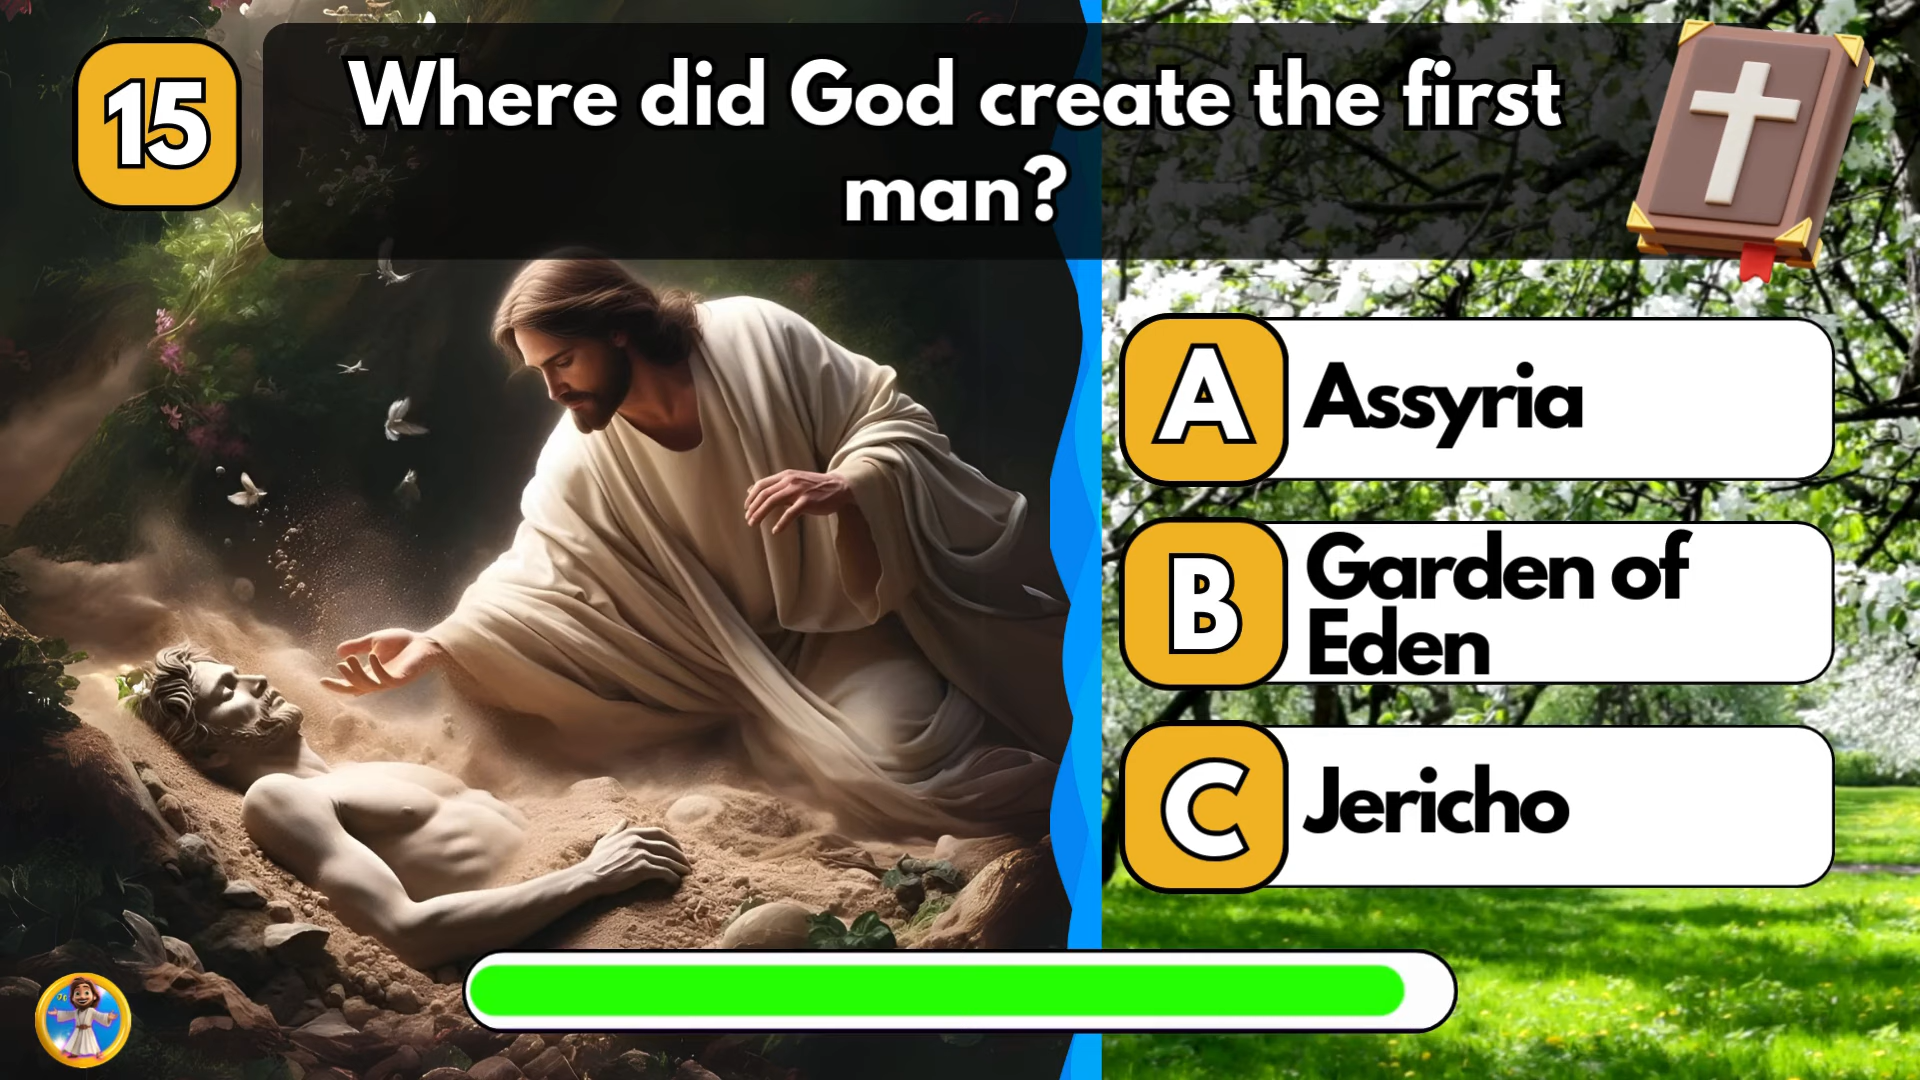 15
Where did God create the first
man?
A
Assyria
B
Garden of
Eden
C
Jericho